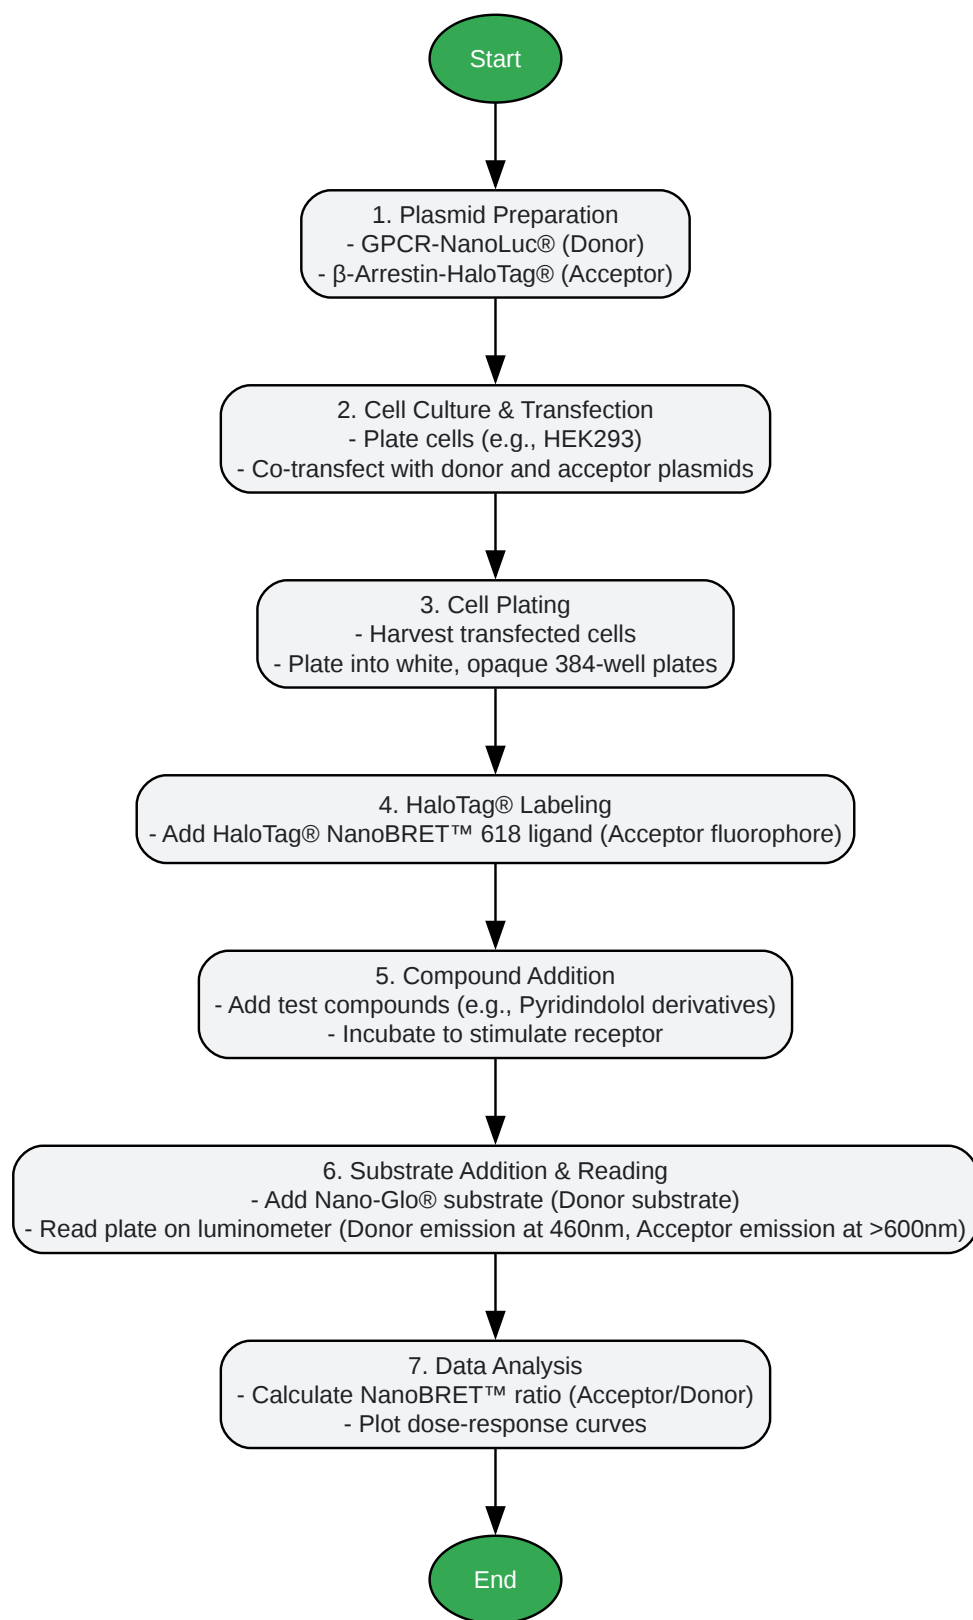 Start
1. Plasmid Preparation
- GPCR-NanoLuc® (Donor)
- β-Arrestin-HaloTag® (Acceptor)
2. Cell Culture & Transfection
- Plate cells (e.g., HEK293)
- Co-transfect with donor and acceptor plasmids
3. Cell Plating
- Harvest transfected cells
- Plate into white, opaque 384-well plates
4. HaloTag® Labeling
- Add HaloTag® NanoBRET™ 618 ligand (Acceptor fluorophore)
5. Compound Addition
- Add test compounds (e.g., Pyridindolol derivatives)
- Incubate to stimulate receptor
6. Substrate Addition & Reading
- Add Nano-Glo® substrate (Donor substrate)
- Read plate on luminometer (Donor emission at 460nm, Acceptor emission at >600nm)
7. Data Analysis
- Calculate NanoBRET™ ratio (Acceptor/Donor)
- Plot dose-response curves
End